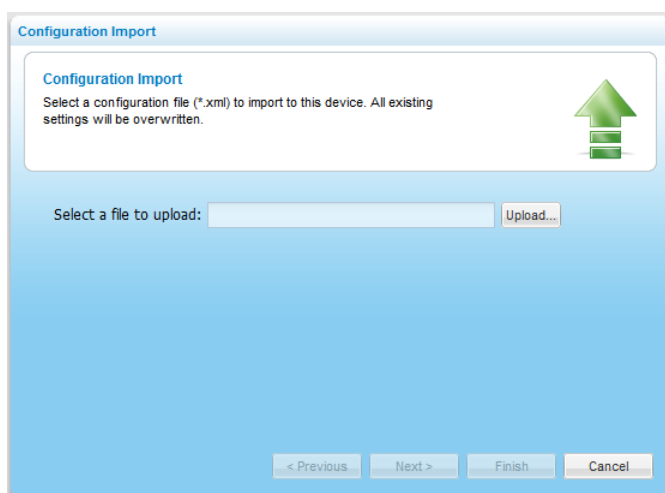 Configuration Import
Configuration Import
Select a configuration file (*.xml) to import to this device. All existing
settings will be overwritten.
Select a file to upload: Upload...
< Previous Next > Finish Cancel